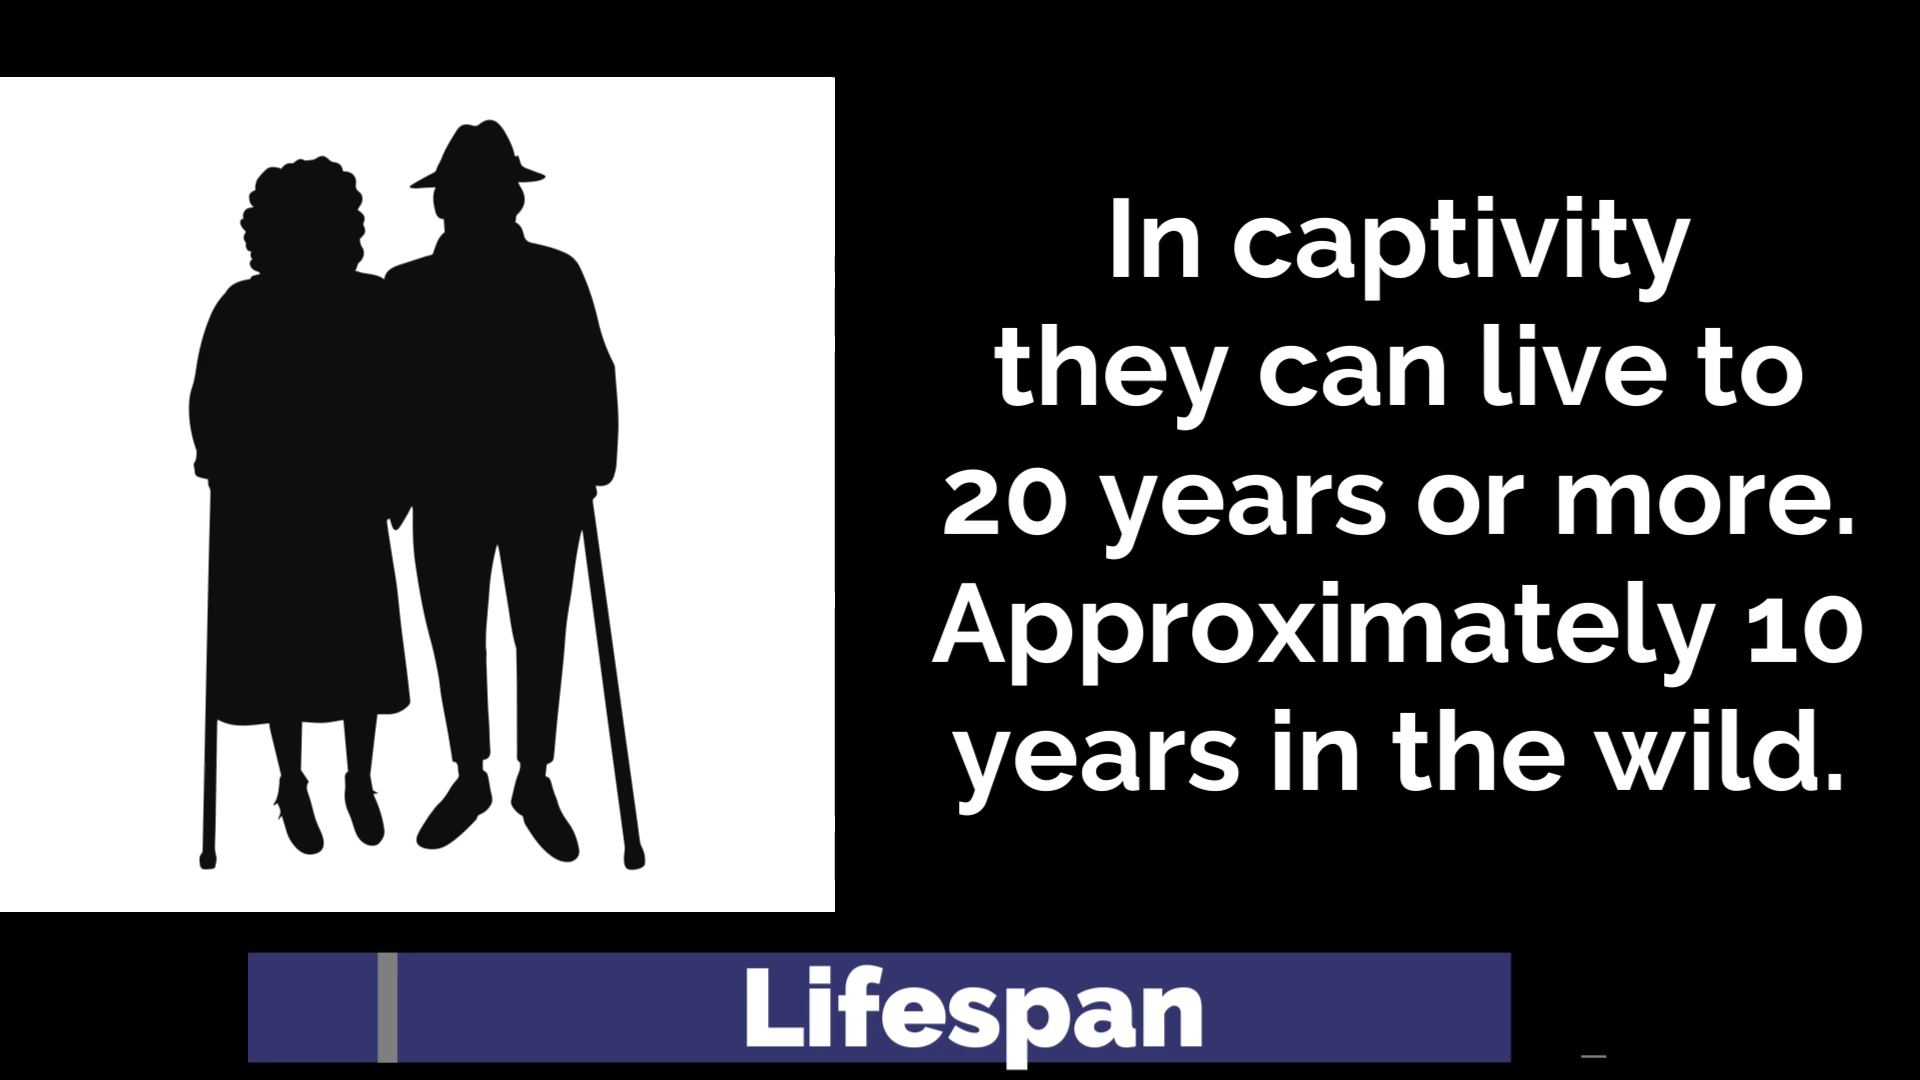 In captivity
they can live to
20 years or more.
Approximately 10
years in the wild.
Lifespan